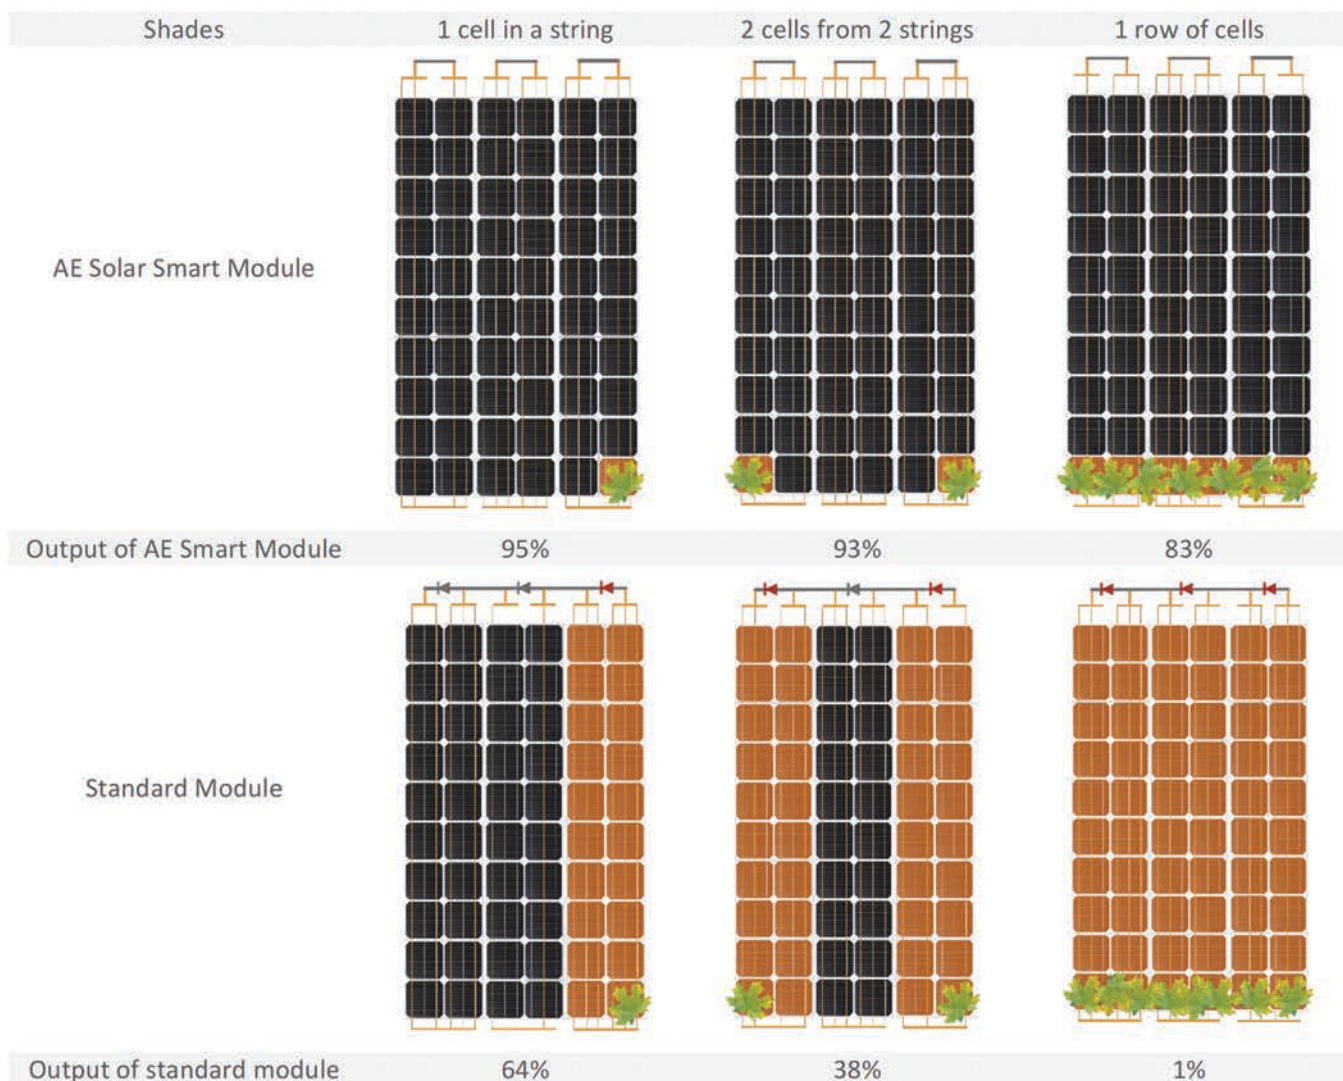 Shades 1 cell in a string 2 cells from 2 strings 1 row of cells
AE Solar Smart Module
Output of AE Smart Module 95% 93% 83%
Standard Module
Output of standard module 64% 38% 1%